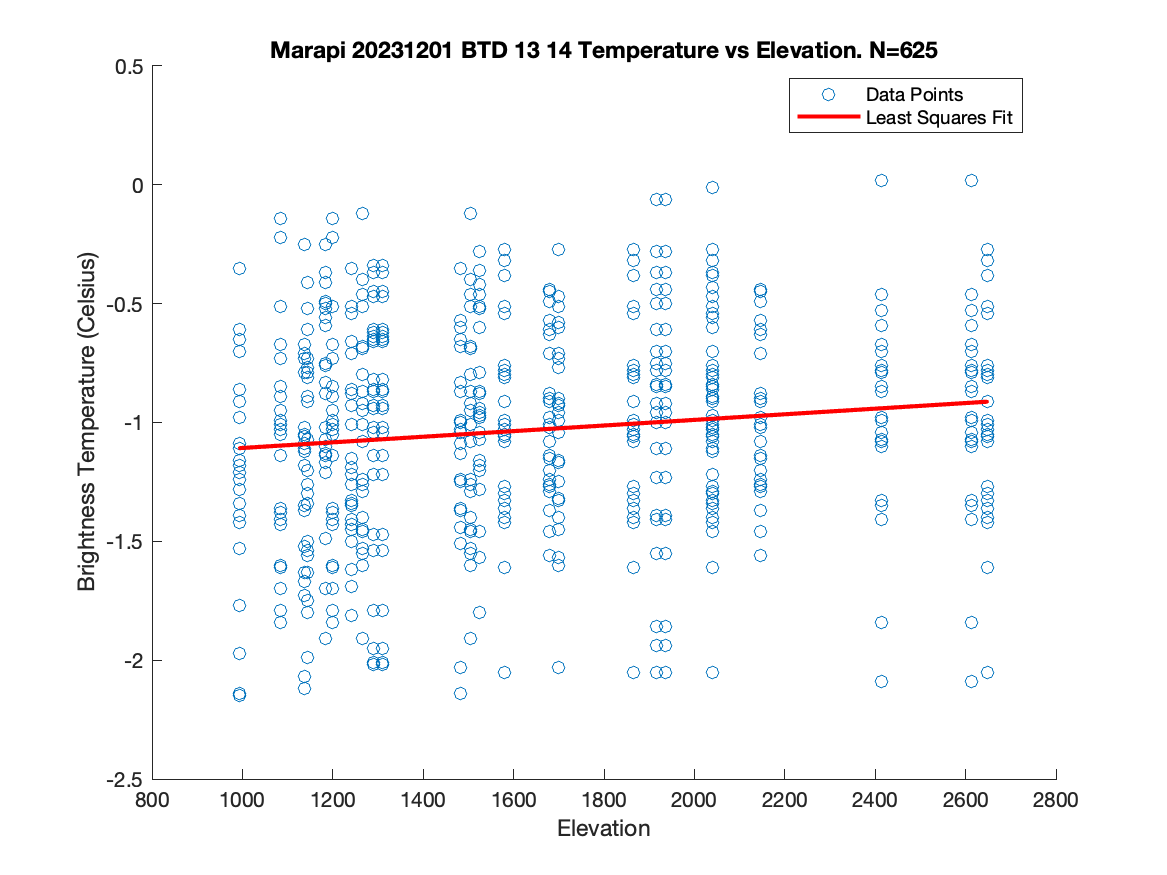 Marapi 20231201 BTD 13 14 Temperature vs Elevation. N=625
Data Points
Least Squares Fit
0.5
0
-0.5
-1
-1.5
-2
-2.5
Brightness Temperature (Celsius)
800 1000 1200 1400 1600 1800 2000 2200 2400 2600 2800
Elevation